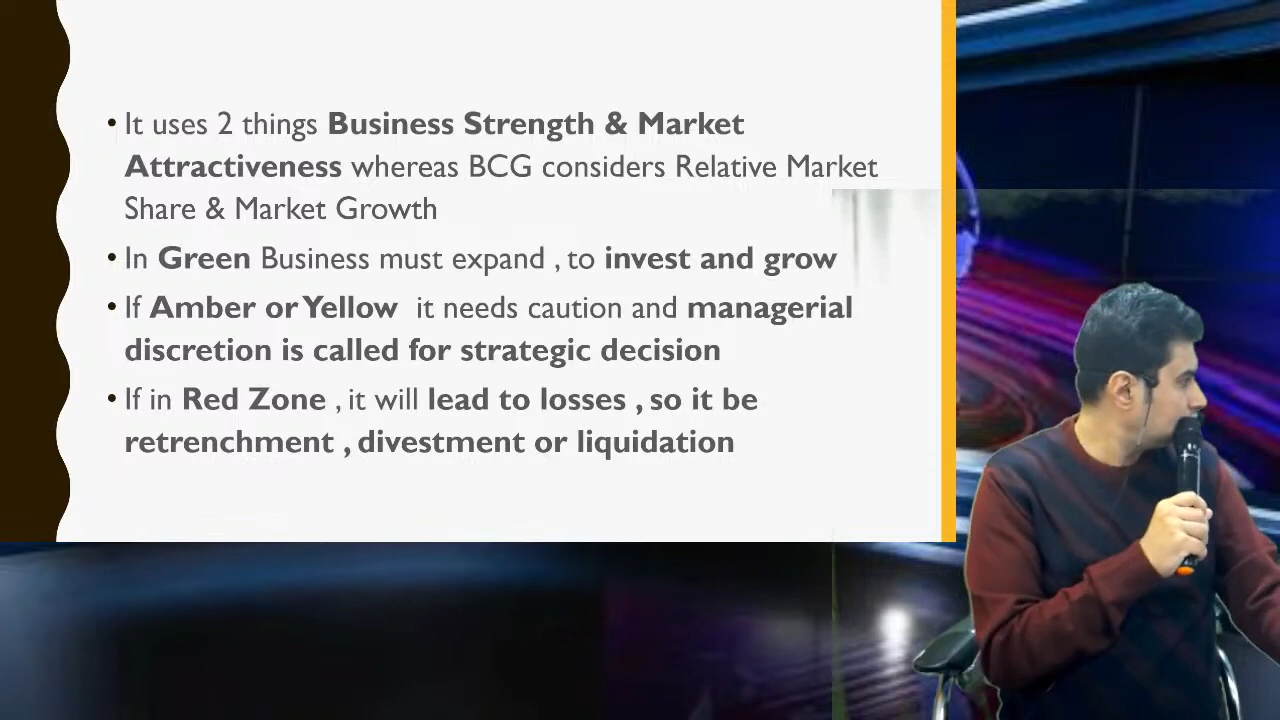 • It uses 2 things Business Strength & Market
Attractiveness whereas BCG considers Relative Market
Share & Market Growth
• In Green Business must expand , to invest and grow
• If Amber or Yellow it needs caution and managerial
discretion is called for strategic decision
• If in Red Zone , it will lead to losses , so it be
retrenchment , divestment or liquidation